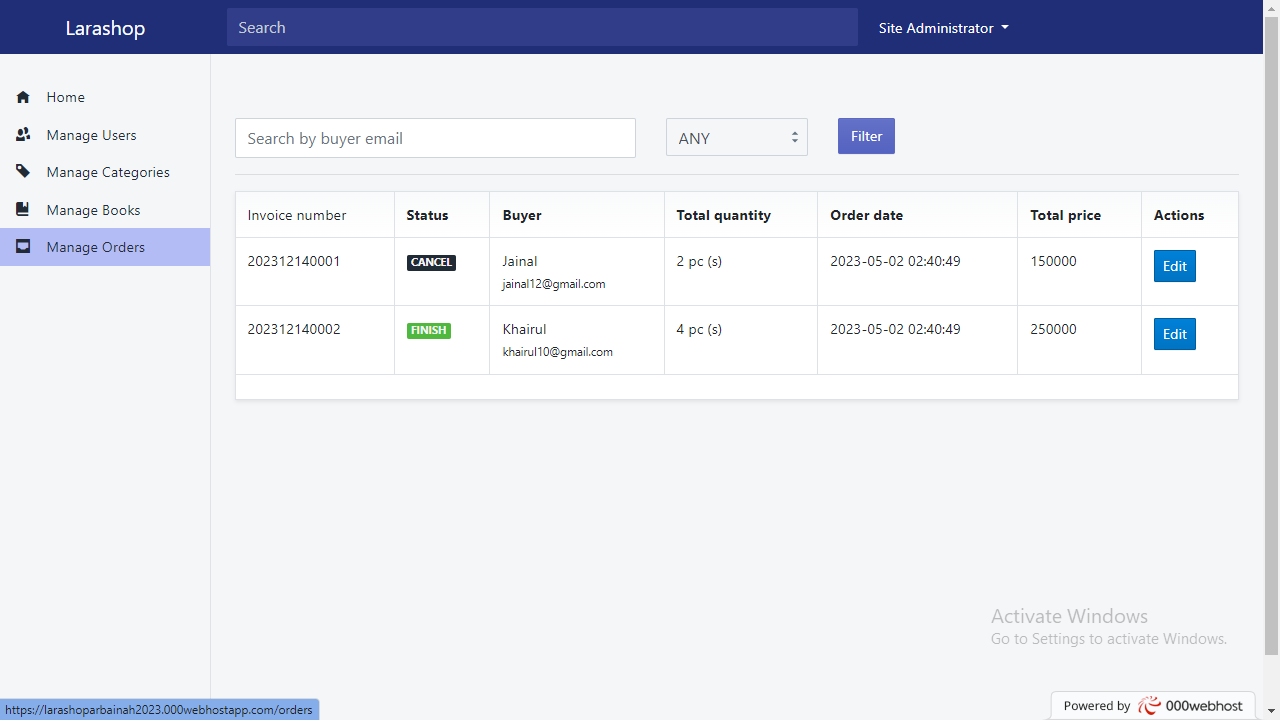 Larashop
Search
Site Administrator
Home
Manage Users
Manage Categories
Manage Books
Manage Orders
Search by buyer email
ANY
Filter
Invoice number Status Buyer Total quantity Order date Total price Actions
202312140001 CANCEL Jainal 2 pc (s) 2023-05-02 02:40:49 150000 Edit
jainal12@gmail.com
202312140002 FINISH Khairul 4 pc (s) 2023-05-02 02:40:49 250000 Edit
khairul10@gmail.com
Activate Windows
Go to Settings to activate Windows.
https://larashoparbainah2023.000webhostapp.com/orders
Powered by 000webhost